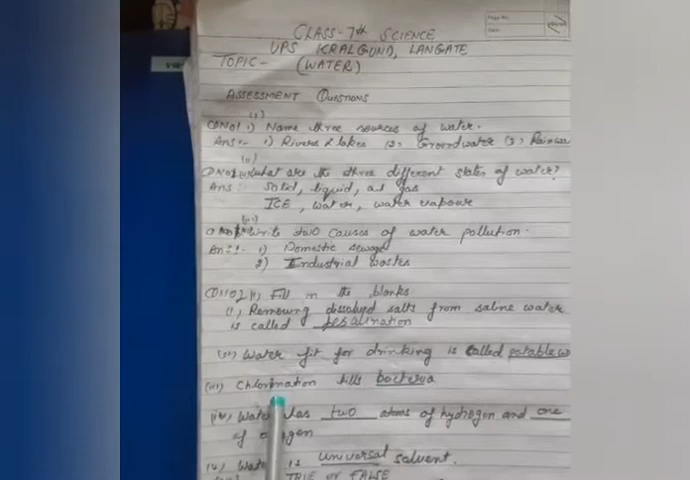 Page No.
Date
CLASS-7th SCIENCE
UPS KRALGUND, LANGATE
TOPIC- (WATER)
ASSESSMENT QUESTIONS
(i)
QNO1 i) Name three sources of water.
Ans:- 1) Rivers & lakes (2) Groundwater (3) Rainwa
(ii)
What are the three different states of water?
Ans: Solid, liquid, and gas
ICE, water, water vapour
(iii)
Write two causes of water pollution.
Ans:- 1) Domestic sewage
2) Industrial wastes
QNO2 Fill in the blanks
(i) Removing dissolved salts from saline water
is called desalination
(ii) Water fit for drinking is called potable w
(iii) Chlorination kills bacteria
(iv) Water has two atoms of hydrogen and one
of oxygen
(v) Water is universal solvent.
TRUE or FALSE